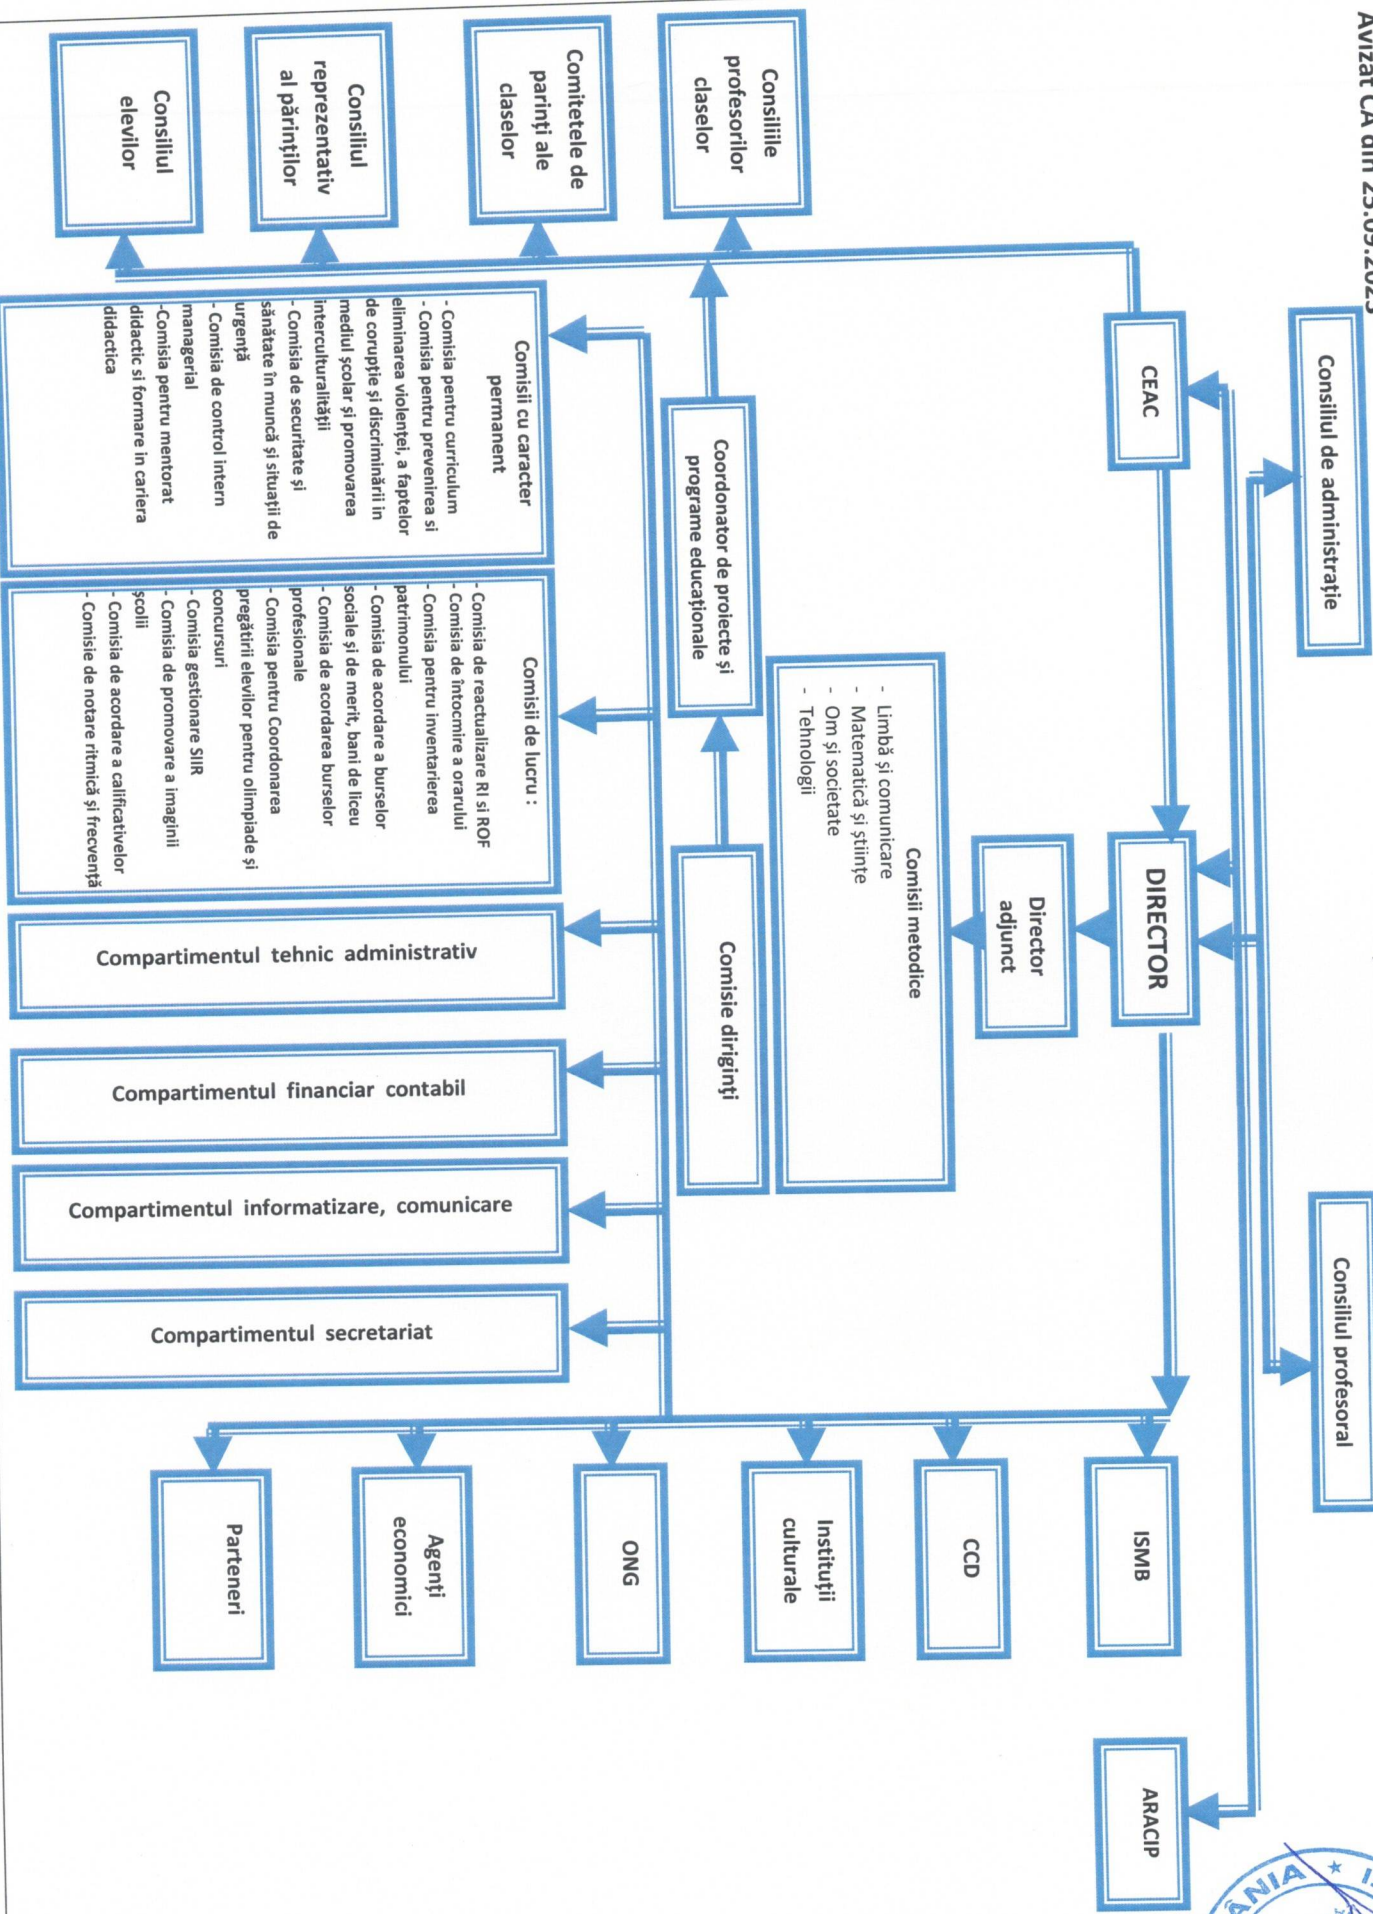 Avizat CA din 25.09.2023
Consiliul de administrație
Consiliul profesoral
CEAC
DIRECTOR
ISMB
ARACIP
Director
adjunct
CCD
Comisii metodice
- Limbă și comunicare
- Matematică și științe
- Om și societate
- Tehnologii
Instituții
culturale
Consiliile
profesorilor
claselor
Coordonator de proiecte și
programe educaționale
Comisie diriginți
ONG
Comitetele de
parinți ale
claselor
Comisii cu caracter
permanent
- Comisia pentru curriculum
- Comisia pentru prevenirea si
eliminarea violenței, a faptelor
de corupție și discriminării in
mediul școlar și promovarea
interculturalității
- Comisia de securitate și
sănătate în muncă și situații de
urgență
- Comisia de control intern
managerial
-Comisia pentru mentorat
didactic si formare in cariera
didactica
Comisii de lucru :
- Comisia de reactualizare RI si ROF
- Comisia de întocmire a orarului
- Comisia pentru inventarierea
patrimonului
- Comisia de acordare a burselor
sociale și de merit, bani de liceu
- Comisia de acordarea burselor
profesionale
- Comisia pentru Coordonarea
pregătirii elevilor pentru olimpiade și
concursuri
- Comisia gestionare SIIR
- Comisia de promovare a imaginii
școlii
- Comisia de acordare a calificativelor
- Comisie de notare ritmică și frecvență
Compartimentul tehnic administrativ
Compartimentul financiar contabil
Compartimentul informatizare, comunicare
Compartimentul secretariat
Agenți
economici
Consiliul
reprezentativ
al părinților
Parteneri
Consiliul
elevilor